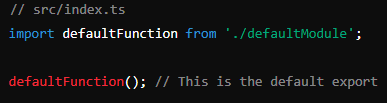 // src/index.ts
import defaultFunction from './defaultModule';
defaultFunction(); // This is the default export